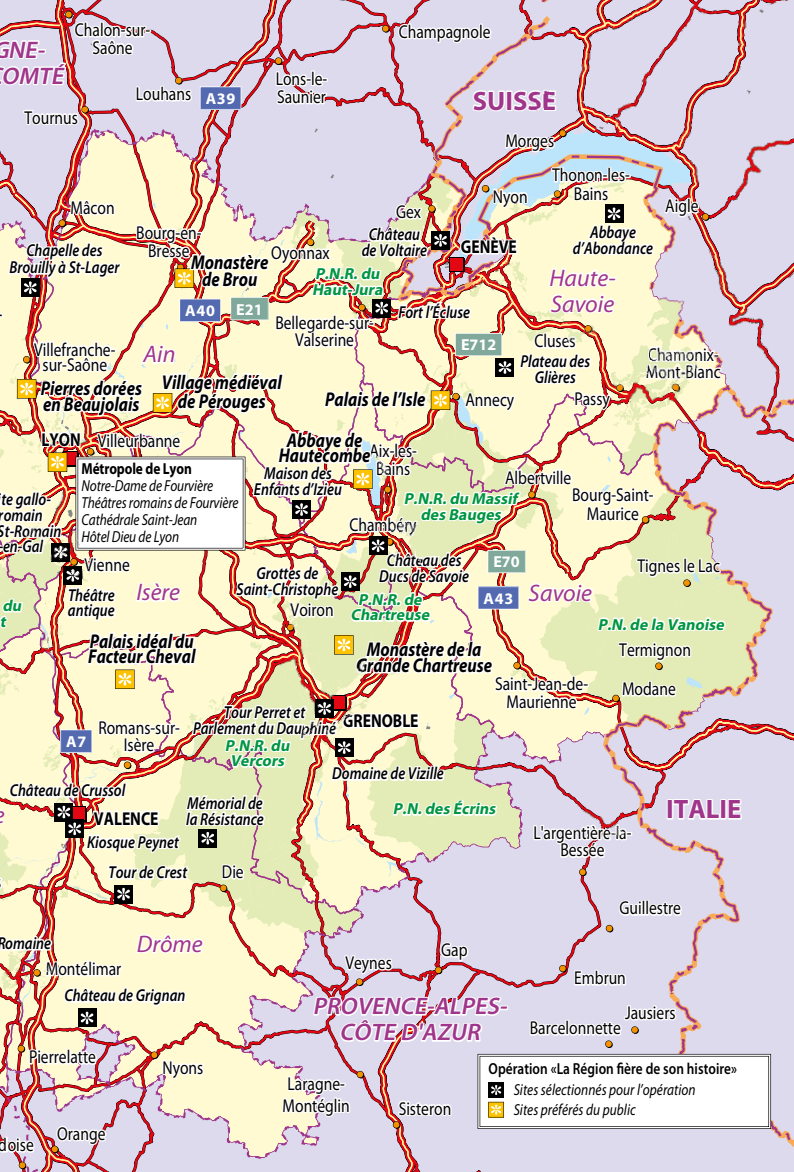 Chalon-sur-
Saône
Champagnole
GNE-
COMTÉ
Lons-le-
Saunier
Louhans
A39
SUISSE
Tournus
Morges
Thonon-les-
Bains
Nyon
Aigle
Mâcon
Gex
Abbaye
d'Abondance
Château
de Voltaire
GENÈVE
Bourg-en-
Bresse
Chapelle des
Brouilly à St-Lager
Monastère
de Brou
Oyonnax
P.N.R. du
Haut-Jura
Haute-
Savoie
A40
E21
Fort l'Écluse
Bellegarde-sur-
Valserine
E712
Cluses
Villefranche-
sur-Saône
Ain
Plateau des
Glières
Chamonix-
Mont-Blanc
Pierres dorées
en Beaujolais
Village médiéval
de Pérouges
Palais de l'Isle
Annecy
Passy
LYON
Villeurbanne
Abbaye de
Hautecombe
Aix-les-
Bains
Métropole de Lyon
Notre-Dame de Fourvière
Théâtres romains de Fourvière
Cathédrale Saint-Jean
Hôtel Dieu de Lyon
Maison des
Enfants d'Izieu
Albertville
P.N.R. du Massif
des Bauges
Bourg-Saint-
Maurice
ite gallo
romain
St-Romain
-en-Gal
Chambéry
Vienne
Château des
Ducs de Savoie
E70
Tignes le Lac
Grottes de
Saint-Christophe
Théâtre
antique
Isère
A43
Savoie
P.N.R. de
Chartreuse
du
t
Voiron
P.N. de la Vanoise
Palais idéal du
Facteur Cheval
Monastère de la
Grande Chartreuse
Termignon
Saint-Jean-de-
Maurienne
Modane
Tour Perret et
Parlement du Dauphiné
GRENOBLE
Romans-sur-
Isère
A7
P.N.R. du
Vercors
Domaine de Vizille
Château de Crussol
Mémorial de
la Résistance
P.N. des Écrins
ITALIE
e
VALENCE
Kiosque Peynet
L'argentière-la-
Bessée
Tour de Crest
Die
Guillestre
Romaine
Drôme
Gap
Veynes
Montélimar
Embrun
Château de Grignan
PROVENCE-ALPES-
CÔTE D'AZUR
Jausiers
Barcelonnette
Pierrelatte
Nyons
Opération «La Région fière de son histoire»
Sites sélectionnés pour l'opération
Sites préférés du public
Laragne-
Montéglin
Sisteron
Orange
doise